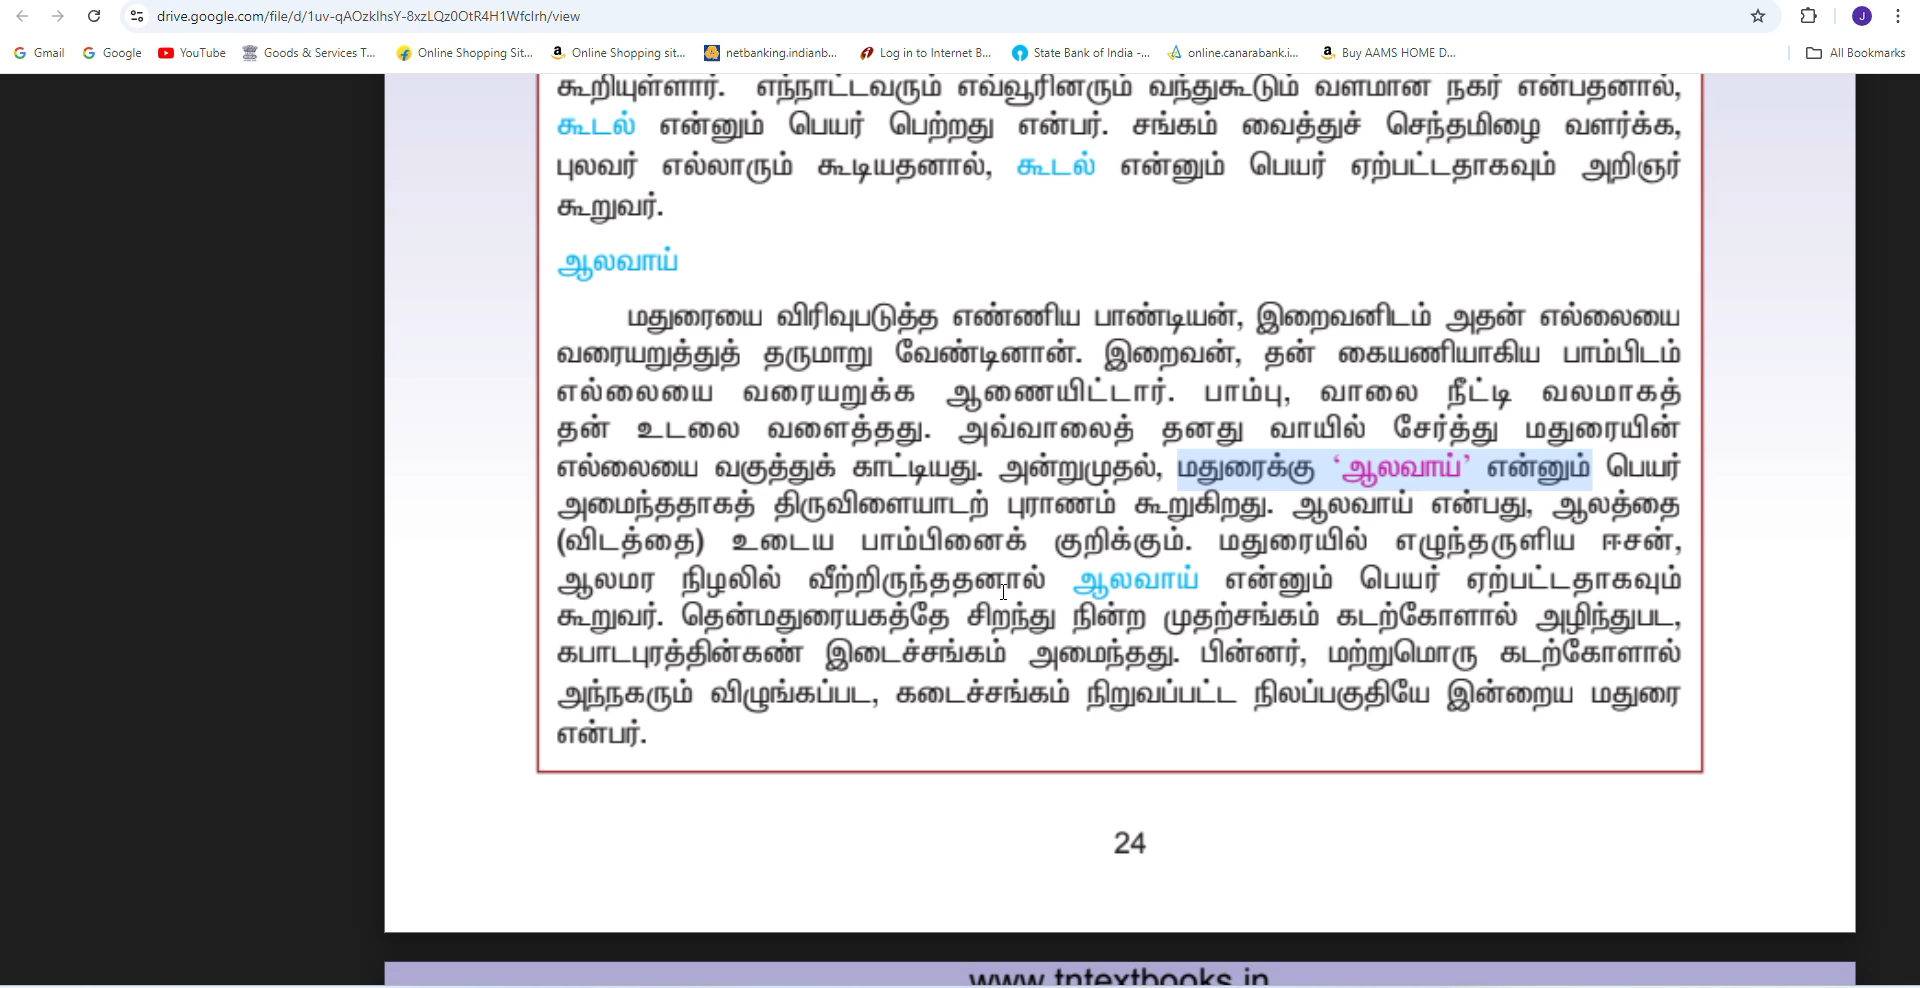 drive.google.com/file/d/1uv-qAOzklhsY-8xzLQz0OtR4H1Wfclrh/view
J
Gmail Google YouTube Goods & Services T... Online Shopping Sit... Online Shopping sit... netbanking.indianb... Log in to Internet B... State Bank of India -... online.canarabank.i... Buy AAMS HOME D... All Bookmarks
கூறியுள்ளார். எந்நாட்டவரும் எவ்வூரினரும் வந்துகூடும் வளமான நகர் என்பதனால்,
கூடல் என்னும் பெயர் பெற்றது என்பர். சங்கம் வைத்துச் செந்தமிழை வளர்க்க,
புலவர் எல்லாரும் கூடியதனால், கூடல் என்னும் பெயர் ஏற்பட்டதாகவும் அறிஞர்
கூறுவர்.
ஆலவாய்
மதுரையை விரிவுபடுத்த எண்ணிய பாண்டியன், இறைவனிடம் அதன் எல்லையை
வரையறுத்துத் தருமாறு வேண்டினான். இறைவன், தன் கையணியாகிய பாம்பிடம்
எல்லையை வரையறுக்க ஆணையிட்டார். பாம்பு, வாலை நீட்டி வலமாகத்
தன் உடலை வளைத்தது. அவ்வாலைத் தனது வாயில் சேர்த்து மதுரையின்
எல்லையை வகுத்துக் காட்டியது. அன்றுமுதல், மதுரைக்கு ‘ஆலவாய்’ என்னும் பெயர்
அமைந்ததாகத் திருவிளையாடற் புராணம் கூறுகிறது. ஆலவாய் என்பது, ஆலத்தை
(விடத்தை) உடைய பாம்பினைக் குறிக்கும். மதுரையில் எழுந்தருளிய ஈசன்,
ஆலமர நிழலில் வீற்றிருந்ததனால் ஆலவாய் என்னும் பெயர் ஏற்பட்டதாகவும்
கூறுவர். தென்மதுரையகத்தே சிறந்து நின்ற முதற்சங்கம் கடற்கோளால் அழிந்துபட,
கபாடபுரத்தின்கண் இடைச்சங்கம் அமைந்தது. பின்னர், மற்றுமொரு கடற்கோளால்
அந்நகரும் விழுங்கப்பட, கடைச்சங்கம் நிறுவப்பட்ட நிலப்பகுதியே இன்றைய மதுரை
என்பர்.
24
www.tntextbooks.in